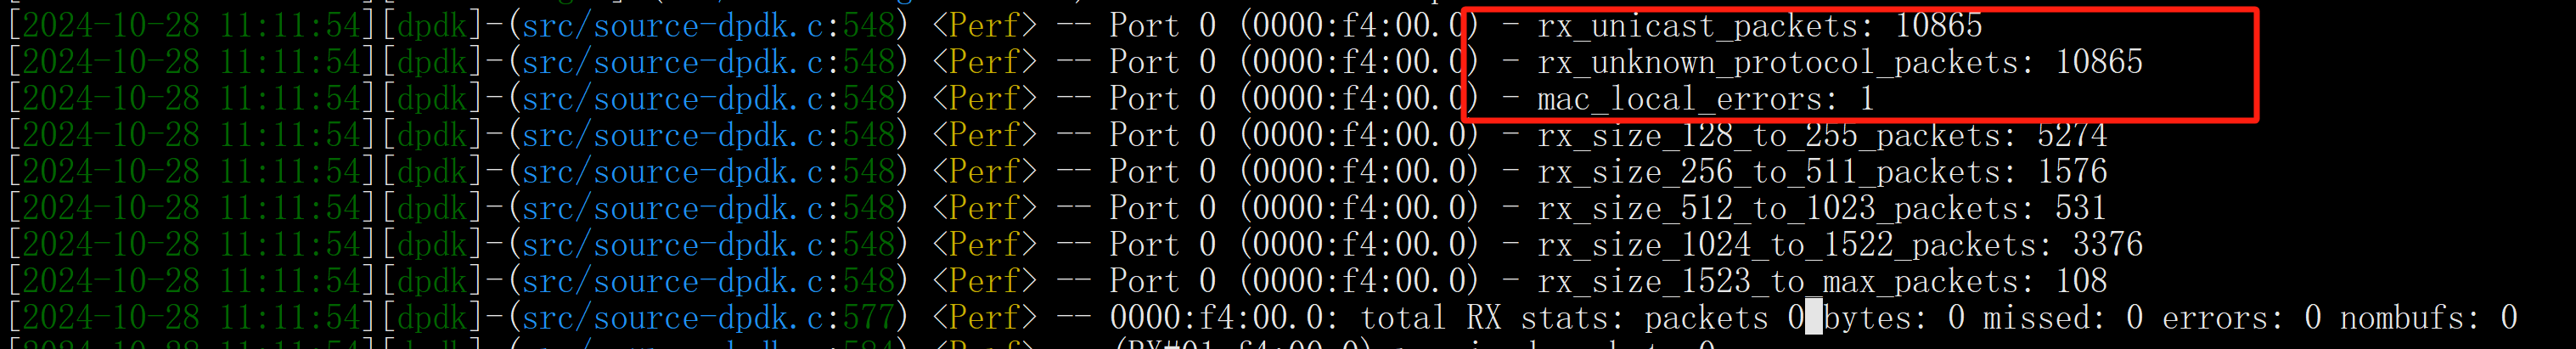 [2024-10-28 11:11:54][dpdk]-(src/source-dpdk.c:548) <Perf> -- Port 0 (0000:f4:00.0) - rx_unicast_packets: 10865
[2024-10-28 11:11:54][dpdk]-(src/source-dpdk.c:548) <Perf> -- Port 0 (0000:f4:00.0) - rx_unknown_protocol_packets: 10865
[2024-10-28 11:11:54][dpdk]-(src/source-dpdk.c:548) <Perf> -- Port 0 (0000:f4:00.0) - mac_local_errors: 1
[2024-10-28 11:11:54][dpdk]-(src/source-dpdk.c:548) <Perf> -- Port 0 (0000:f4:00.0) - rx_size_128_to_255_packets: 5274
[2024-10-28 11:11:54][dpdk]-(src/source-dpdk.c:548) <Perf> -- Port 0 (0000:f4:00.0) - rx_size_256_to_511_packets: 1576
[2024-10-28 11:11:54][dpdk]-(src/source-dpdk.c:548) <Perf> -- Port 0 (0000:f4:00.0) - rx_size_512_to_1023_packets: 531
[2024-10-28 11:11:54][dpdk]-(src/source-dpdk.c:548) <Perf> -- Port 0 (0000:f4:00.0) - rx_size_1024_to_1522_packets: 3376
[2024-10-28 11:11:54][dpdk]-(src/source-dpdk.c:548) <Perf> -- Port 0 (0000:f4:00.0) - rx_size_1523_to_max_packets: 108
[2024-10-28 11:11:54][dpdk]-(src/source-dpdk.c:577) <Perf> -- 0000:f4:00.0: total RX stats: packets 0 bytes: 0 missed: 0 errors: 0 nombufs: 0